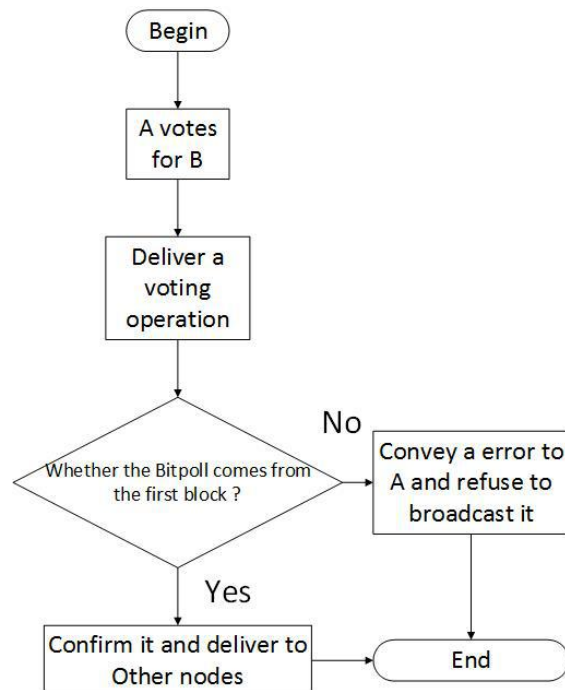 Begin
A votes
for B
Deliver a
voting
operation
Whether the Bitpoll comes from
the first block ?
No
Convey a error to
A and refuse to
broadcast it
Yes
Confirm it and deliver to
Other nodes
End